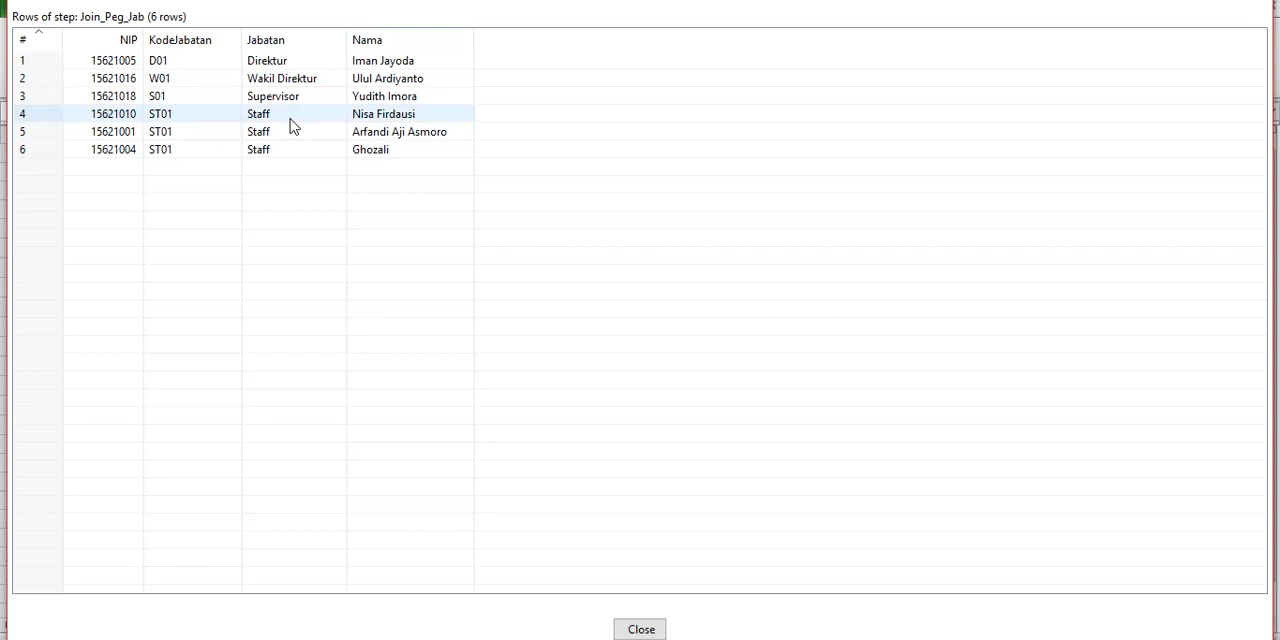 Rows of step: Join_Peg_Jab (6 rows)
# NIP KodeJabatan Jabatan Nama
1 15621005 D01 Direktur Iman Jayoda
2 15621016 W01 Wakil Direktur Ulul Ardiyanto
3 15621018 S01 Supervisor Yudith Imora
4 15621010 ST01 Staff Nisa Firdausi
5 15621001 ST01 Staff Arfandi Aji Asmoro
6 15621004 ST01 Staff Ghozali
Close